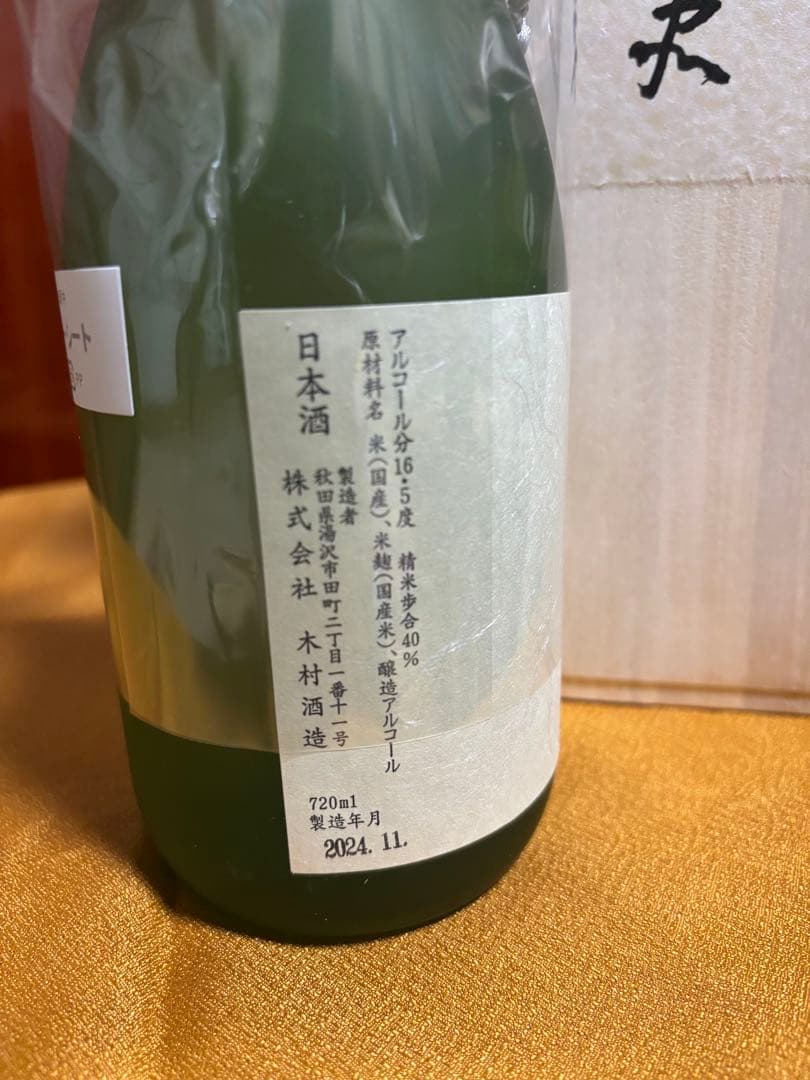 アルコール分16.5度　精米歩合40%
原材料名　米(国産)、米麹(国産米)、醸造アルコール
日本酒
製造者
秋田県湯沢市田町二丁目一番十一号
株式会社　木村酒造
720ml
製造年月
2024.11.
シート